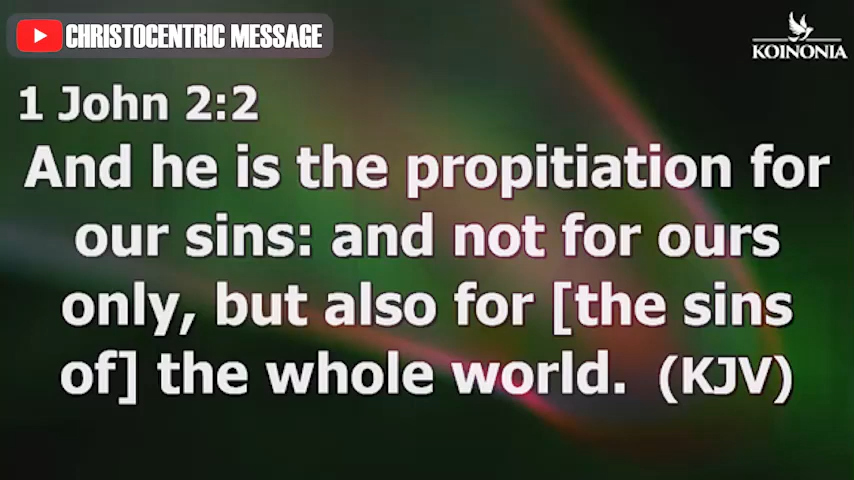 CHRISTOCENTRIC MESSAGE
KOINONIA
1 John 2:2
And he is the propitiation for
our sins: and not for ours
only, but also for [the sins
of] the whole world. (KJV)